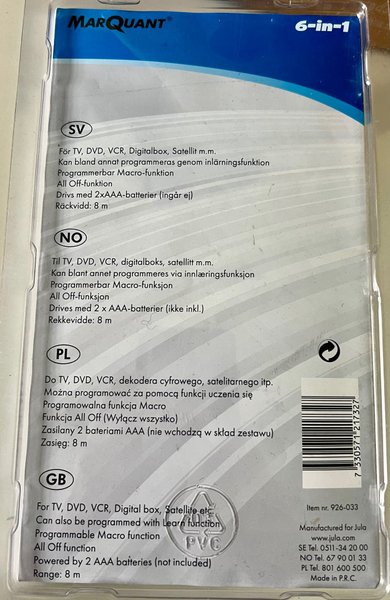 MARQUANT® 6-in-1
SV
För TV, DVD, VCR, Digitalbox, Satellit m.m.
Kan bland annat programmeras genom inlärningsfunktion
Programmerbar Macro-funktion
All Off-funktion
Drivs med 2xAAA-batterier (ingår ej)
Räckvidd: 8 m
NO
Til TV, DVD, VCR, digitalboks, satellitt m.m.
Kan blant annet programmeres via innlæringsfunksjon
Programmerbar Macro-funksjon
All Off-funksjon
Drives med 2 x AAA-batterier (ikke inkl.)
Rekkevidde: 8 m
PL
Do TV, DVD, VCR, dekodera cyfrowego, satelitarnego itp.
Można programować za pomocą funkcji uczenia się
Programowalna funkcja Macro
Funkcja All Off (Wyłącz wszystko)
Zasilany 2 bateriami AAA (nie wchodzą w skład zestawu)
Zasięg: 8 m
7 330571 217327
GB
For TV, DVD, VCR, Digital box, Satellite etc.
Can also be programmed with Learn function
Programmable Macro function
All Off function
Powered by 2 AAA batteries (not included)
Range: 8 m
PVC
Item nr. 926-033
Manufactured for Jula
www.jula.com
SE Tel. 0511-34 20 00
NO Tel. 67 90 01 33
PL Tel. 801 600 500
Made in P.R.C.